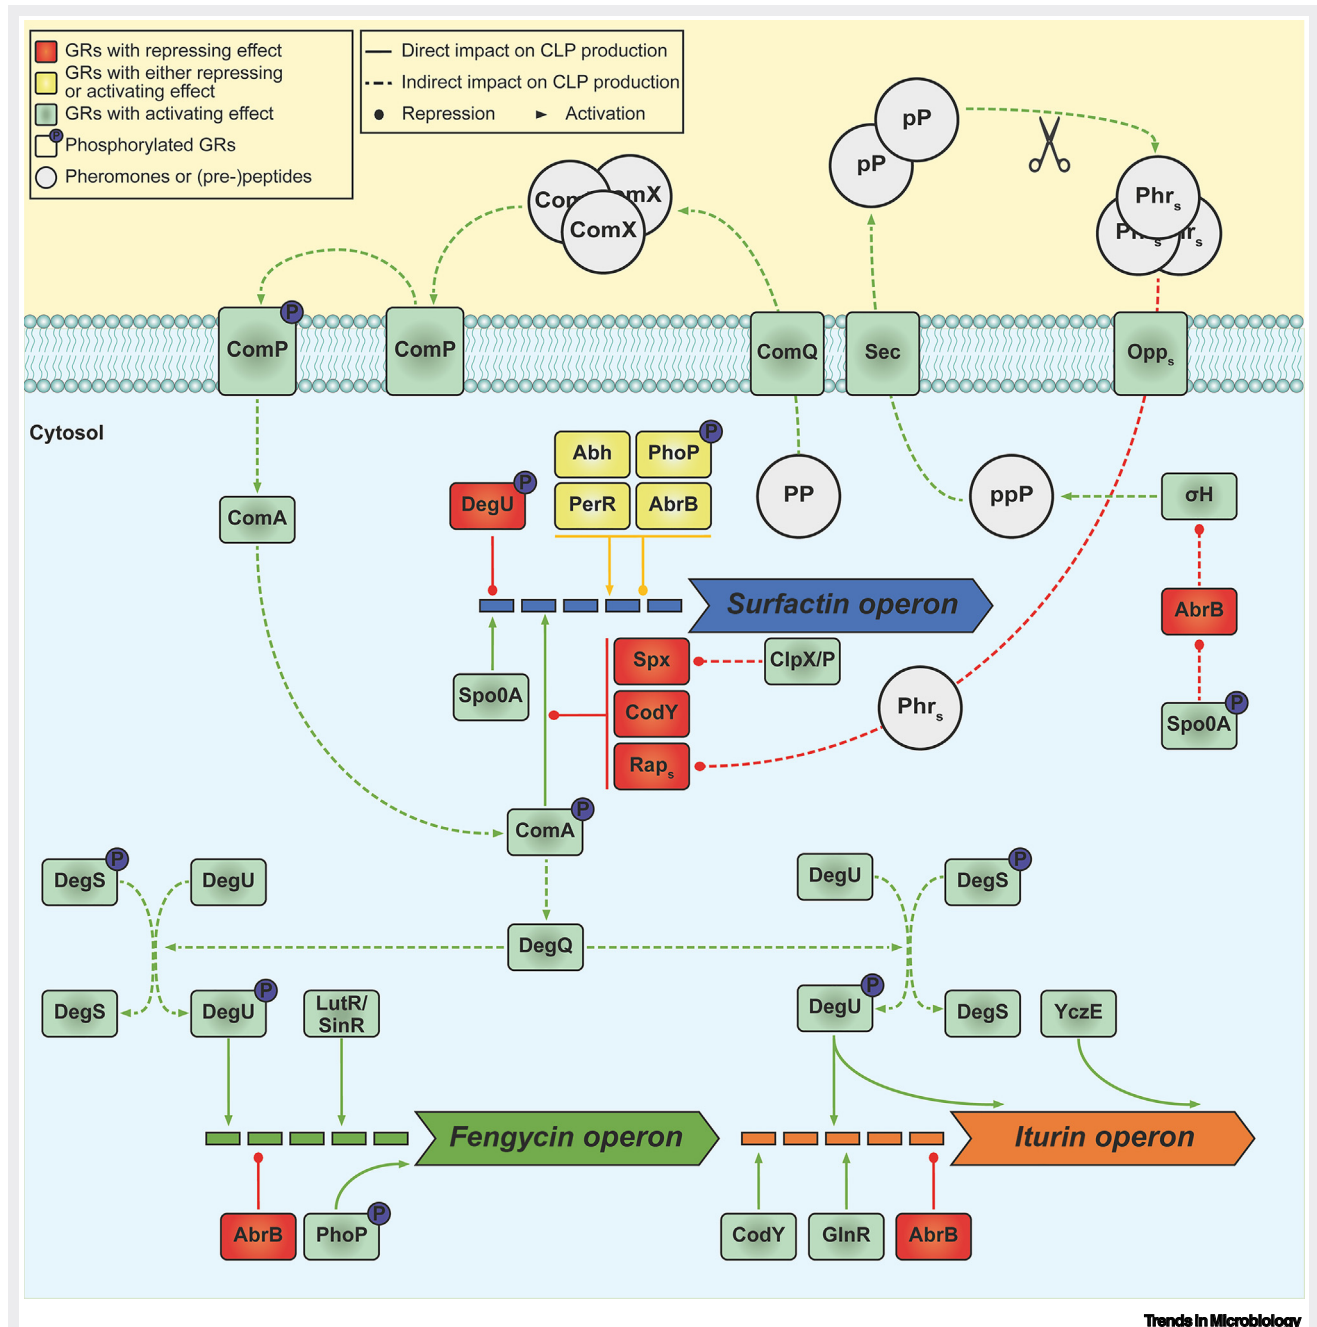 GRs with repressing effect
GRs with either repressing
or activating effect
GRs with activating effect
P
Phosphorylated GRs
Pheromones or (pre-)peptides
Direct impact on CLP production
Indirect impact on CLP production
Repression
Activation
pP
pP
Phrs
Phrs
rs
Com
omX
ComX
P
ComP
ComP
ComQ
Sec
Opps
Cytosol
Abh
PhoP
P
DegU
P
PerR
AbrB
PP
ppP
σH
ComA
Surfactin operon
AbrB
Spx
ClpX/P
Spo0A
CodY
Phrs
Spo0A
P
Raps
ComA
P
DegS
P
DegU
DegU
DegS
P
DegQ
DegS
DegU
P
LutR/
SinR
DegU
P
DegS
YczE
Fengycin operon
Iturin operon
AbrB
PhoP
P
CodY
GlnR
AbrB
Trends in Microbiology